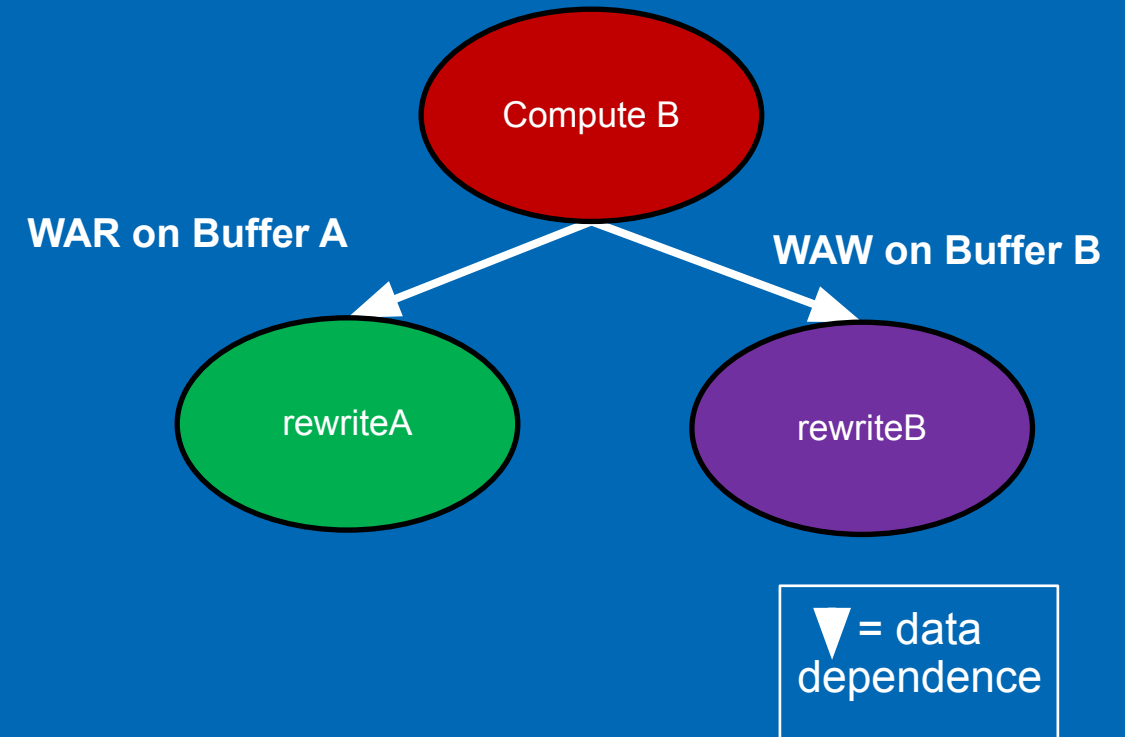 Compute B
WAR on Buffer A
WAW on Buffer B
rewriteA
rewriteB
= data
dependence